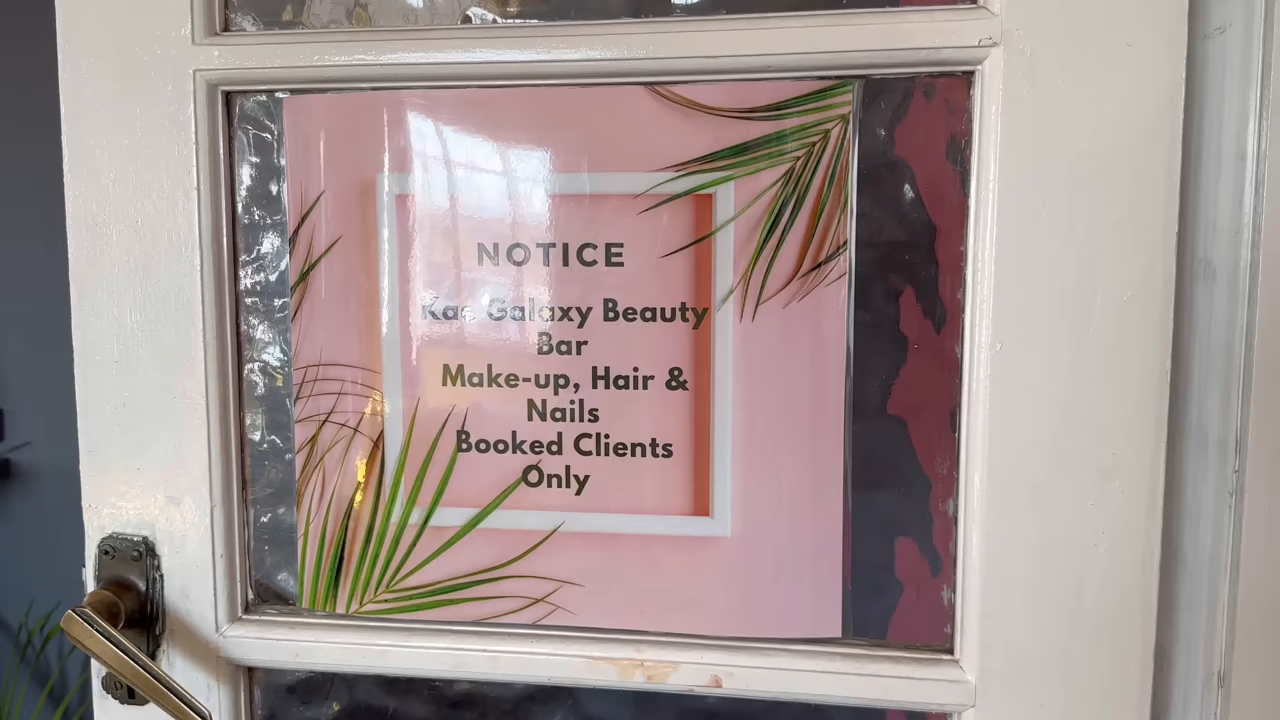 NOTICE
Kae Galaxy Beauty
Bar
Make-up, Hair &
Nails
Booked Clients
Only